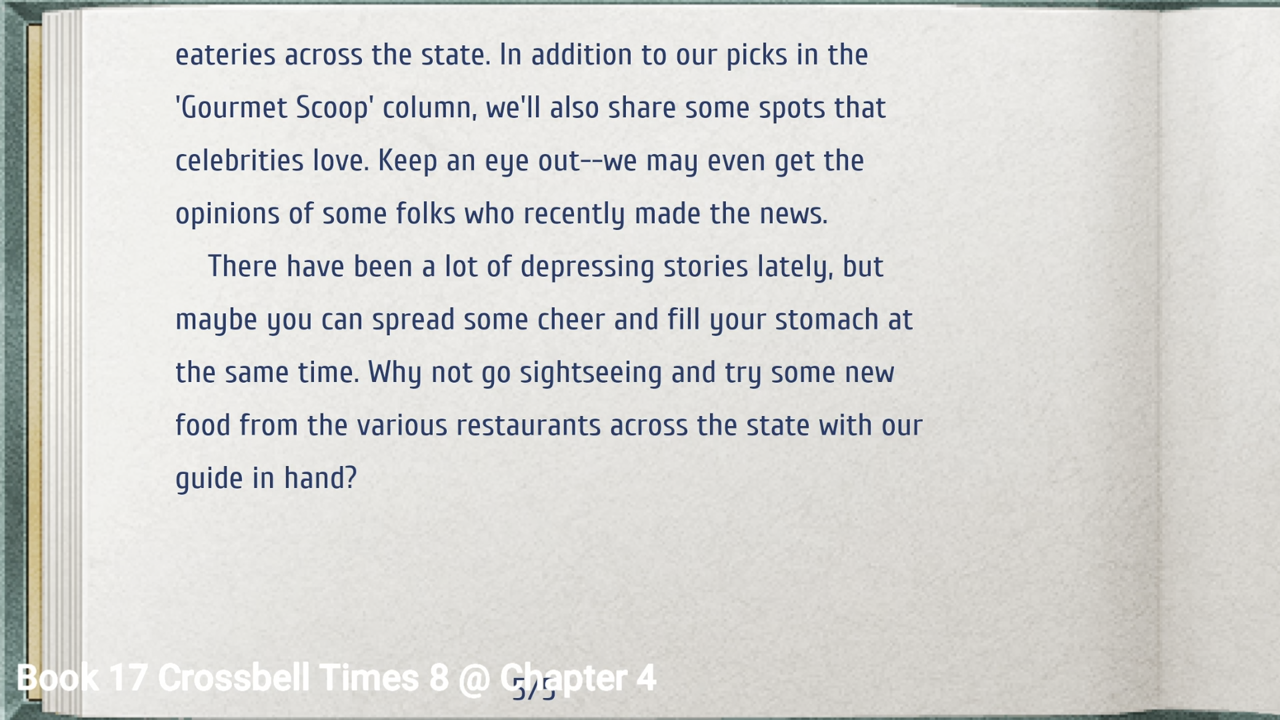 eateries across the state. In addition to our picks in the
'Gourmet Scoop' column, we'll also share some spots that
celebrities love. Keep an eye out--we may even get the
opinions of some folks who recently made the news.
There have been a lot of depressing stories lately, but
maybe you can spread some cheer and fill your stomach at
the same time. Why not go sightseeing and try some new
food from the various restaurants across the state with our
guide in hand?
Book 17 Crossbell Times 8 @ Chapter 4
5/5